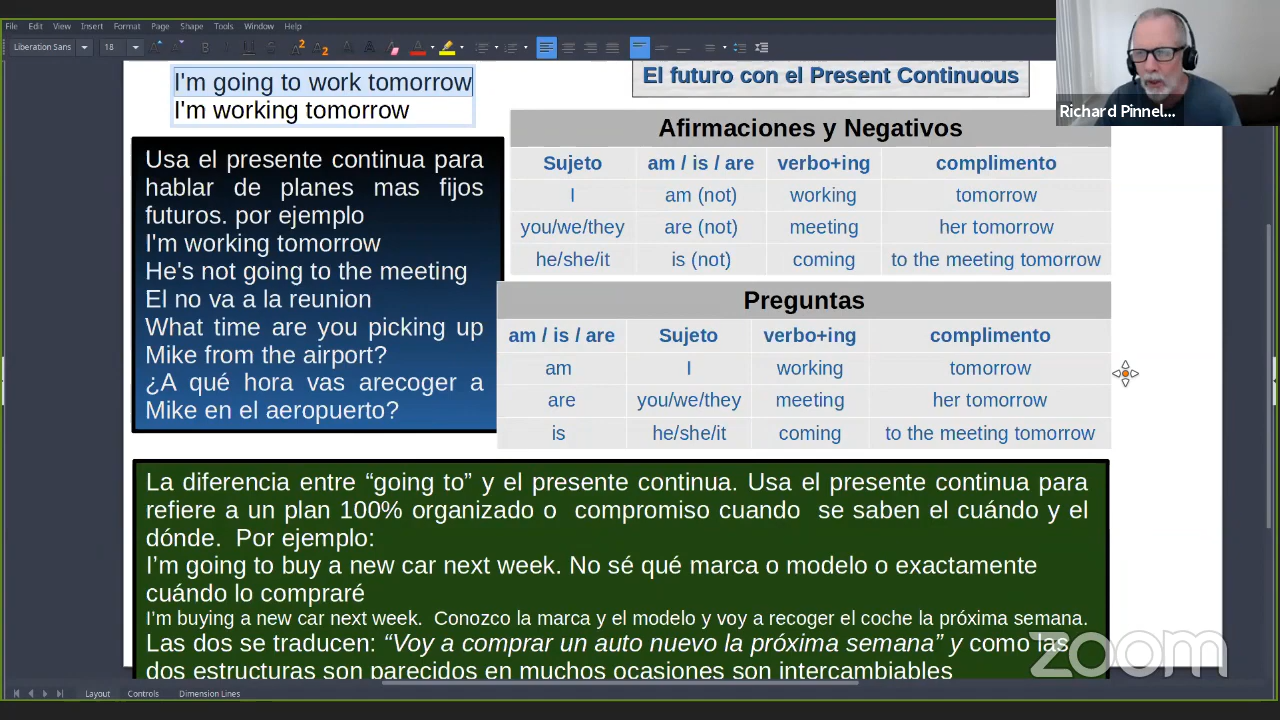 File Edit View Insert Format Page Shape Tools Window Help
Liberation Sans 18
I'm going to work tomorrow
I'm working tomorrow
El futuro con el Present Continuous
Richard Pinnel...
Usa el presente continua para
hablar de planes mas fijos
futuros. por ejemplo
I'm working tomorrow
He's not going to the meeting
El no va a la reunion
What time are you picking up
Mike from the airport?
¿A qué hora vas arecoger a
Mike en el aeropuerto?
Afirmaciones y Negativos
Sujeto am / is / are verbo+ing complimento
I am (not) working tomorrow
you/we/they are (not) meeting her tomorrow
he/she/it is (not) coming to the meeting tomorrow
Preguntas
am / is / are Sujeto verbo+ing complimento
am I working tomorrow
are you/we/they meeting her tomorrow
is he/she/it coming to the meeting tomorrow
La diferencia entre “going to” y el presente continua. Usa el presente continua para
refiere a un plan 100% organizado o compromiso cuando se saben el cuándo y el
dónde. Por ejemplo:
I’m going to buy a new car next week. No sé qué marca o modelo o exactamente
cuándo lo compraré
I'm buying a new car next week. Conozco la marca y el modelo y voy a recoger el coche la próxima semana.
Las dos se traducen: “Voy a comprar un auto nuevo la próxima semana” y como las
dos estructuras son parecidos en muchos ocasiones son intercambiables
zoom
Layout Controls Dimension Lines